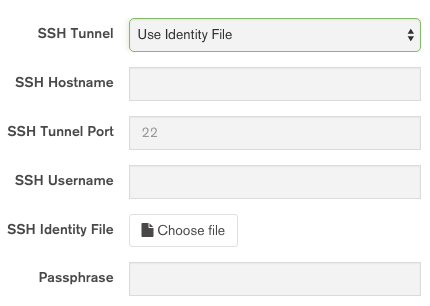 SSH Tunnel Use Identity File
SSH Hostname
SSH Tunnel Port 22
SSH Username
SSH Identity File Choose file
Passphrase